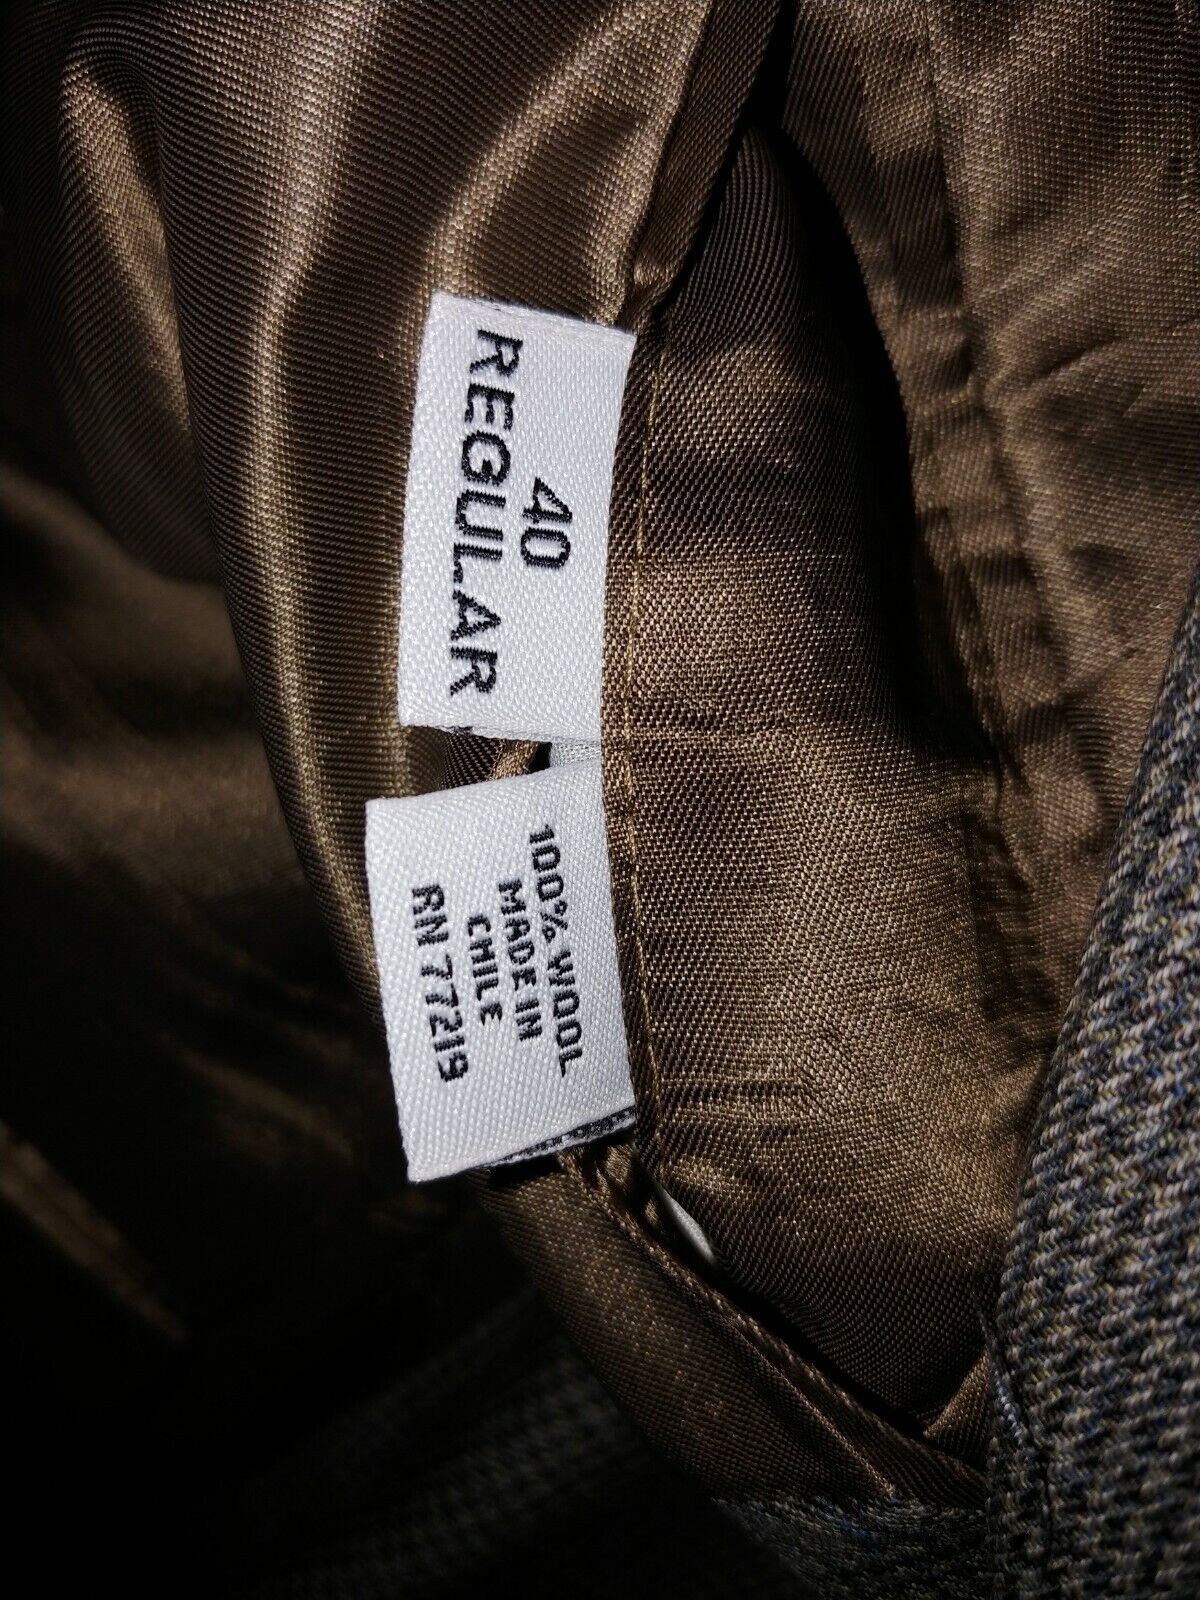 40
REGULAR
100% WOOL
MADE IN
CHILE
RN 77219